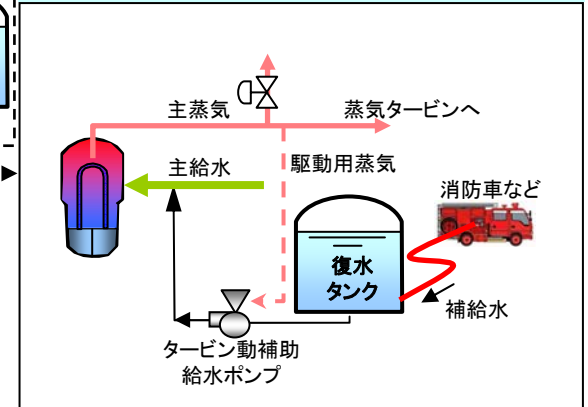 主蒸気
蒸気タービンへ
主給水
駆動用蒸気
消防車など
復水
タンク
補給水
タービン動補助
給水ポンプ